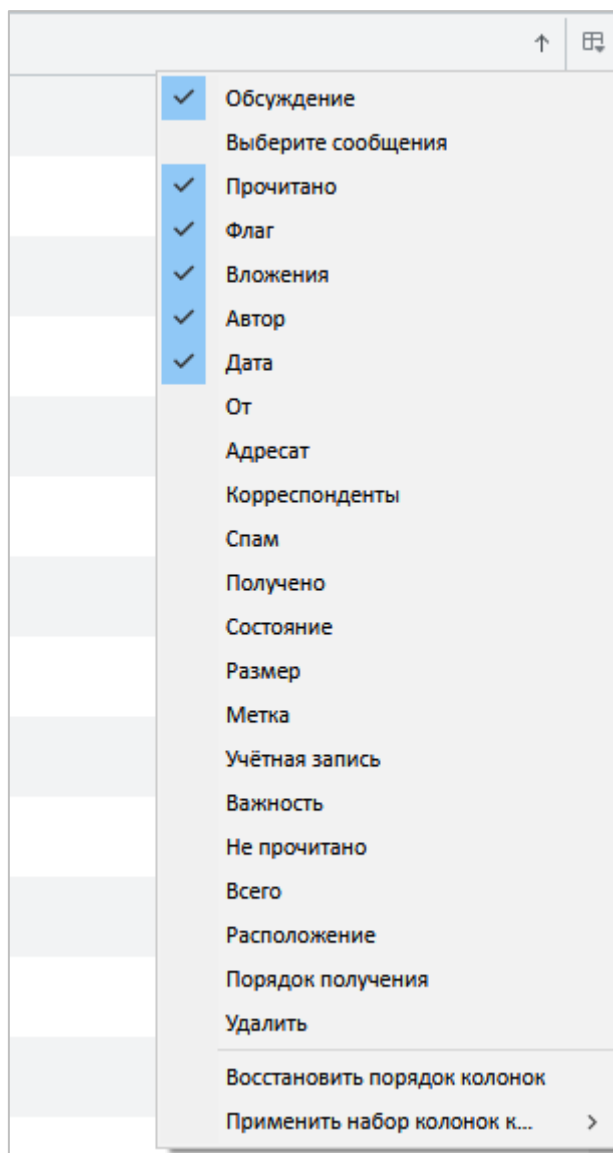 Обсуждение
Выберите сообщения
Прочитано
Флаг
Вложения
Автор
Дата
От
Адресат
Корреспонденты
Спам
Получено
Состояние
Размер
Метка
Учётная запись
Важность
Не прочитано
Всего
Расположение
Порядок получения
Удалить
Восстановить порядок колонок
Применить набор колонок к...